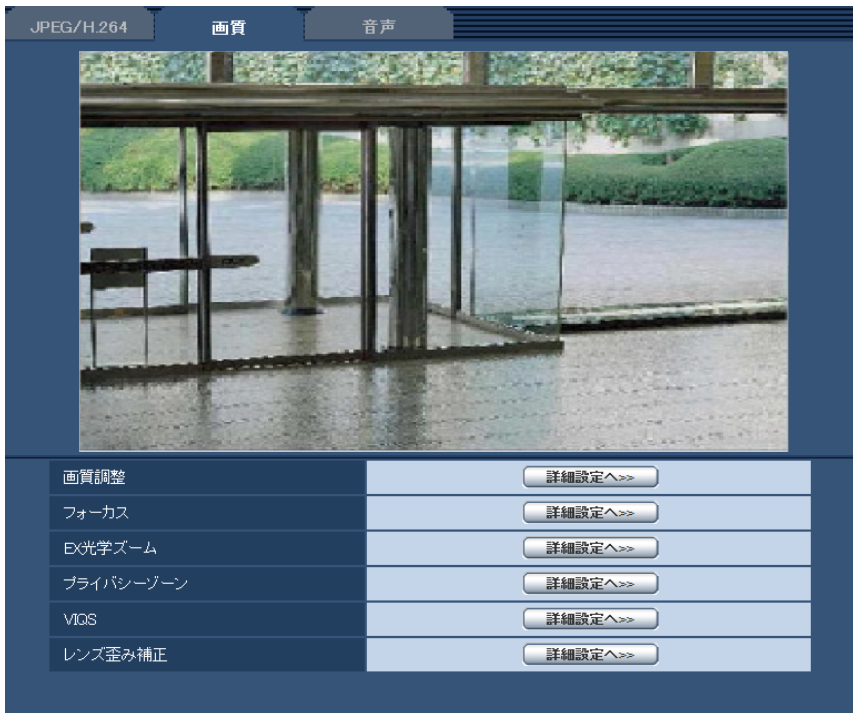 JPEG/H.264 画質 音声
画質調整 詳細設定へ>>
フォーカス 詳細設定へ>>
EX光学ズーム 詳細設定へ>>
プライバシーゾーン 詳細設定へ>>
VIQS 詳細設定へ>>
レンズ歪み補正 詳細設定へ>>